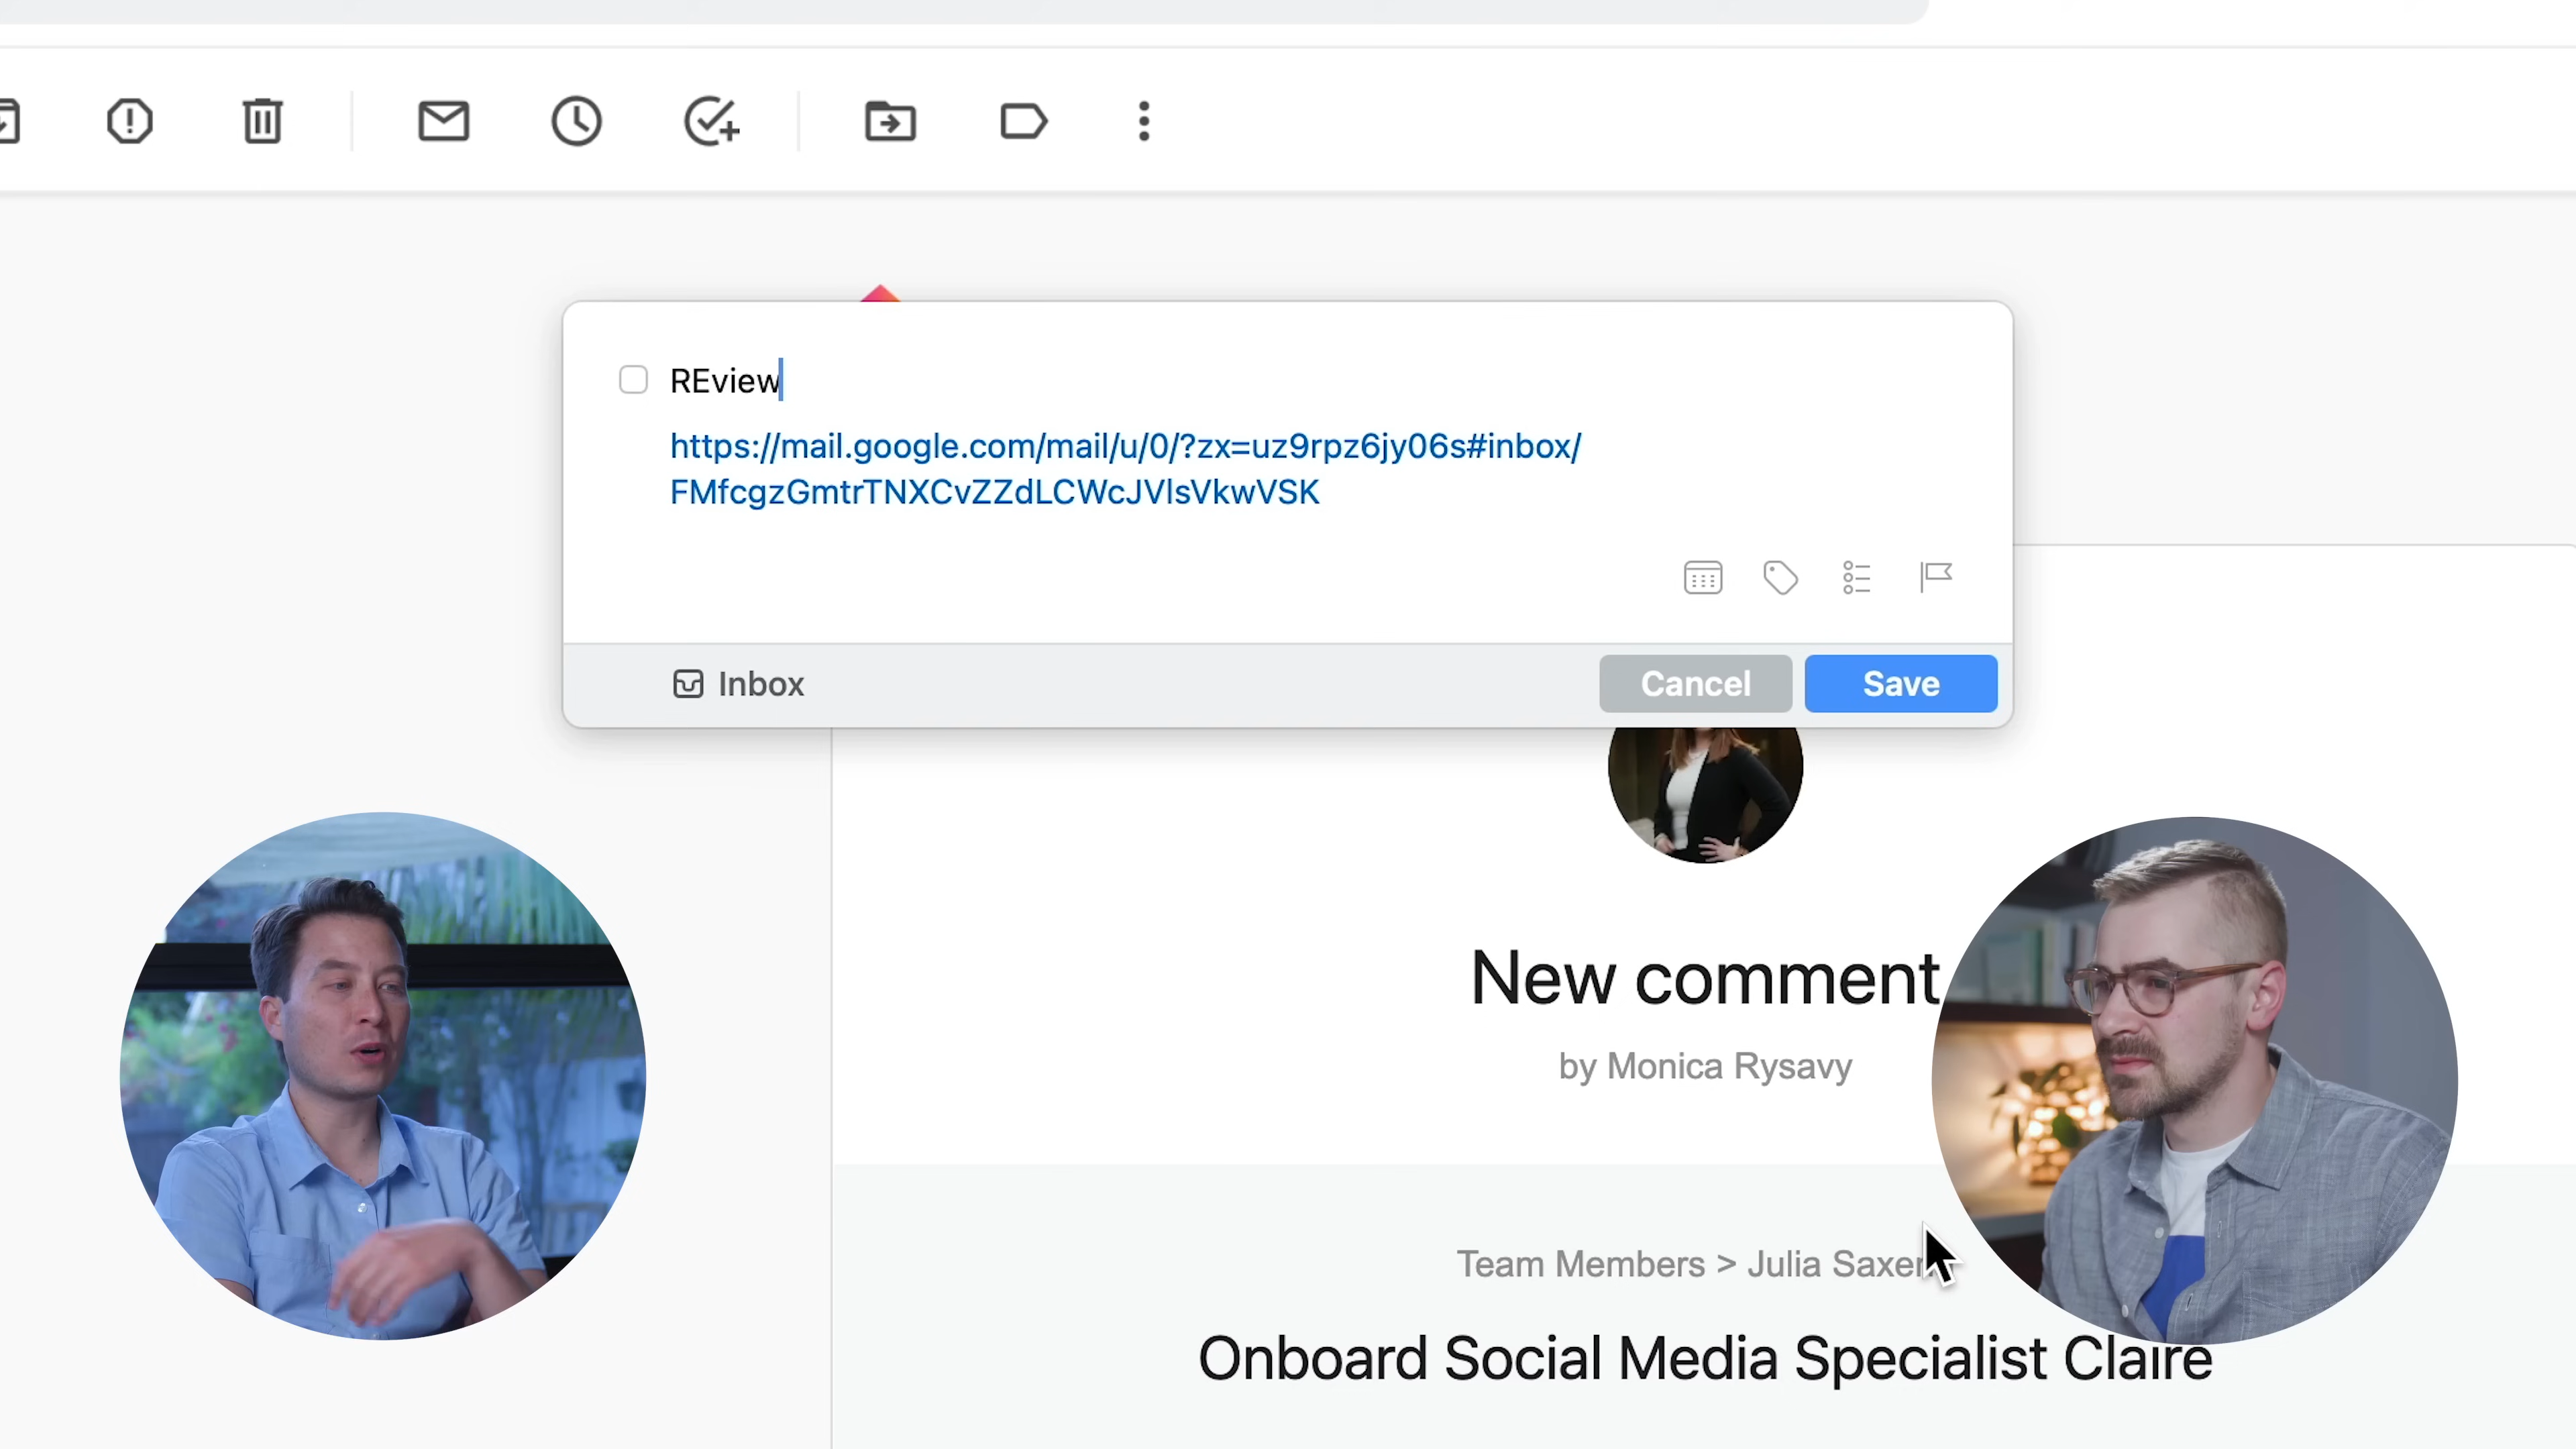 REview
https://mail.google.com/mail/u/0/?zx=uz9rpz6jy06s#inbox/
FMfcgzGmtrTNXCvZZdLCWcJVlsVkwVSK
Inbox
Cancel
Save
New comment
by Monica Rysavy
Team Members > Julia Saxer
Onboard Social Media Specialist Claire